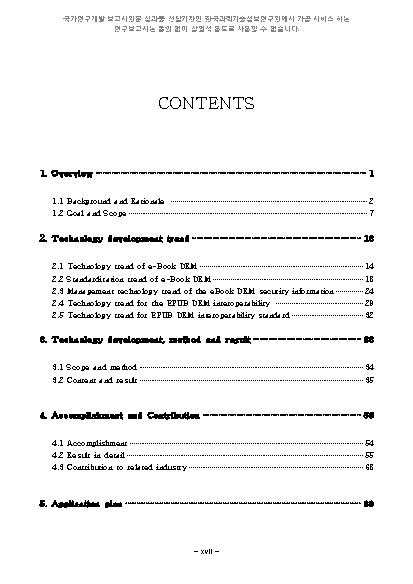 국가연구개발 보고서원문 성과물 전담기관인 한국과학기술정보연구원에서 가공·서비스 하는
연구보고서는 동의 없이 상업적 용도로 사용할 수 없습니다.
CONTENTS
1. Overview 1
1.1 Background and Rationale 2
1.2 Goal and Scope 7
2. Technology development trend 13
2.1 Technology trend of e-Book DRM 14
2.2 Standardization trend of e-Book DRM 18
2.3 Management technology trend of the eBook DRM security information 24
2.4 Technology trend for the EPUB DRM interoperability 29
2.5 Technology trend for EPUB DRM interoperability standard 32
3. Technology development, method and result 33
3.1 Scope and method 34
3.2 Content and result 35
4. Accomplishment and Contribution 53
4.1 Accomplishment 54
4.2 Result in detail 55
4.3 Contribution to related industry 68
5. Application plan
- xvii -